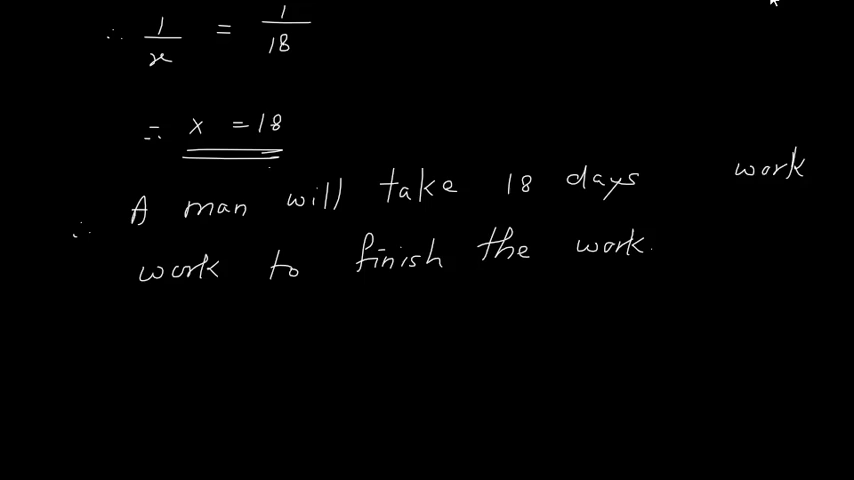 ∴ 1/x = 1/18
∴ x = 18
∴ A man will take 18 days work
work to finish the work.